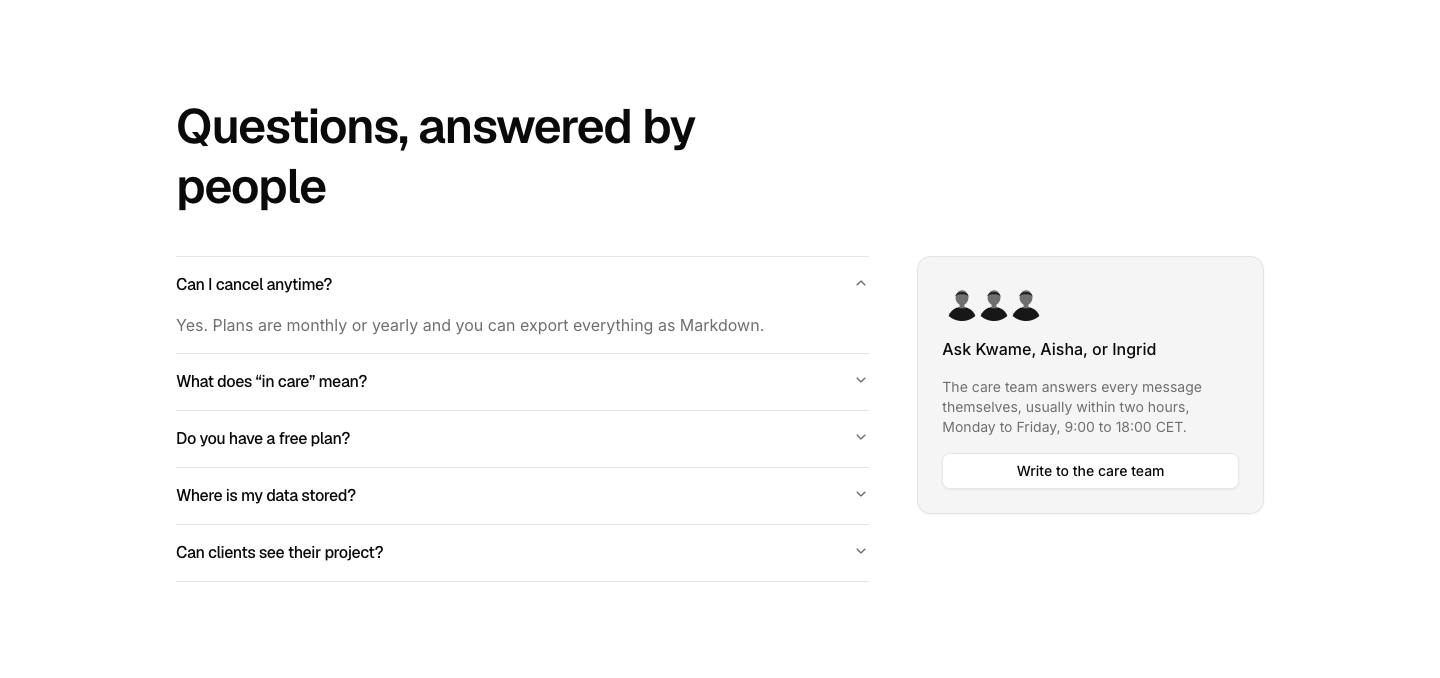 Questions, answered by
people
Can I cancel anytime?
Yes. Plans are monthly or yearly and you can export everything as Markdown.
What does “in care” mean?
Do you have a free plan?
Where is my data stored?
Can clients see their project?
Ask Kwame, Aisha, or Ingrid
The care team answers every message
themselves, usually within two hours,
Monday to Friday, 9:00 to 18:00 CET.
Write to the care team